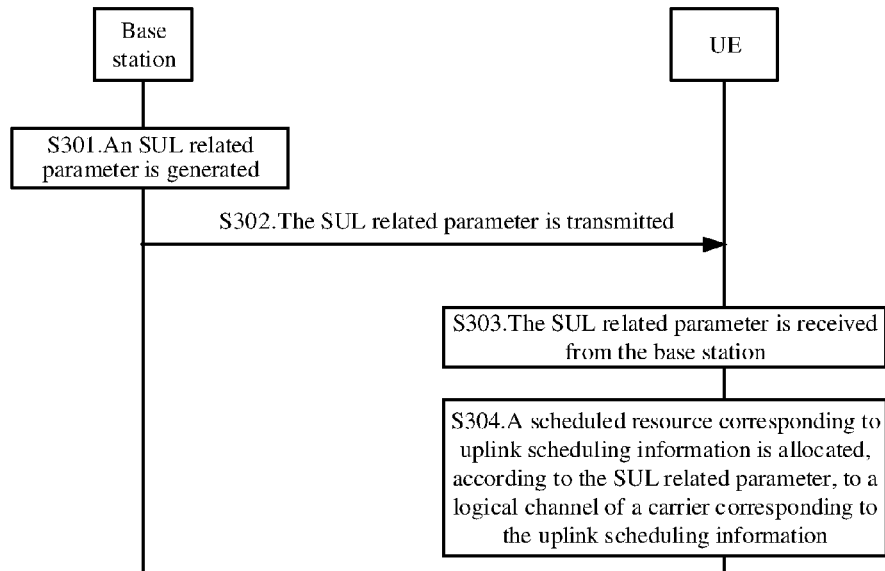 Base
station
UE
S301.An SUL related
parameter is generated
S302.The SUL related parameter is transmitted
S303.The SUL related parameter is received
from the base station
S304.A scheduled resource corresponding to
uplink scheduling information is allocated,
according to the SUL related parameter, to a
logical channel of a carrier corresponding to
the uplink scheduling information